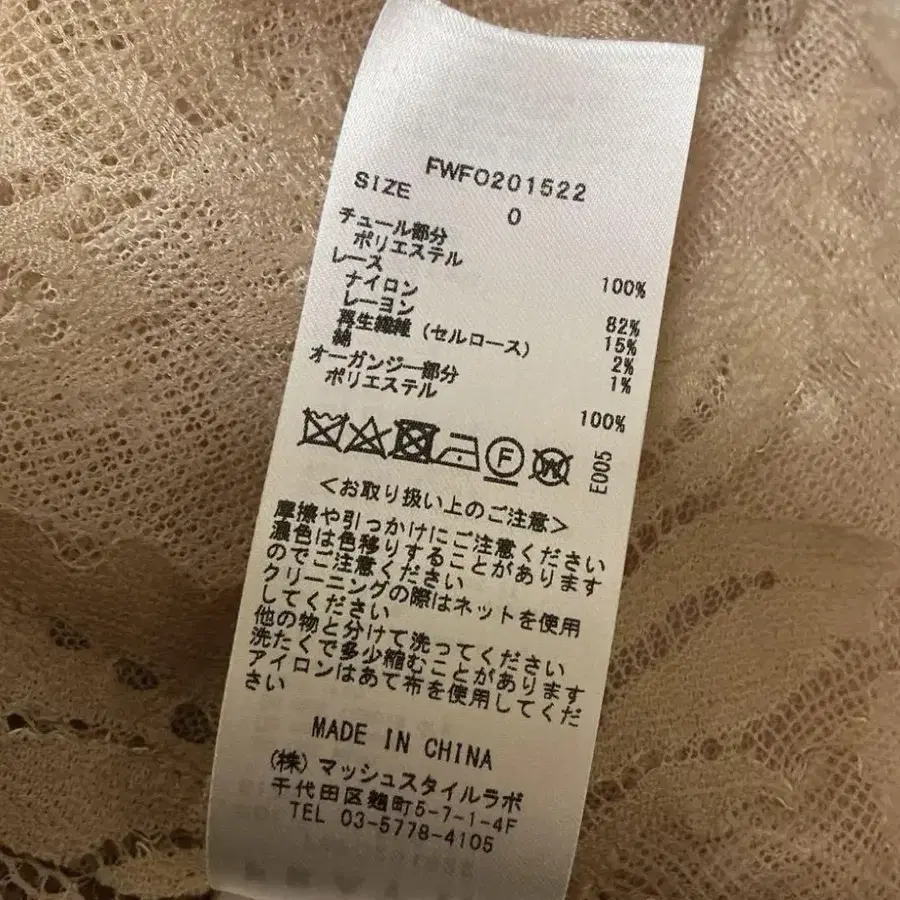 FWFO201522
SIZE 0
チュール部分
ポリエステル 100%
レース
ナイロン 82%
レーヨン 15%
再生繊維(セルロース) 2%
綿 1%
オーガンジー部分
ポリエステル 100%
F W E005
<お取り扱い上のご注意>
摩擦や引っかけにご注意ください
濃色は色移りすることがあります
のでご注意ください
クリーニングの際はネットを使用
してください
他の物と分けて洗ってください
洗たくで多少縮むことがあります
アイロンはあて布を使用してくだ
さい
MADE IN CHINA
(株)マッシュスタイルラボ
千代田区麹町5-7-1-4F
TEL 03-5778-4105